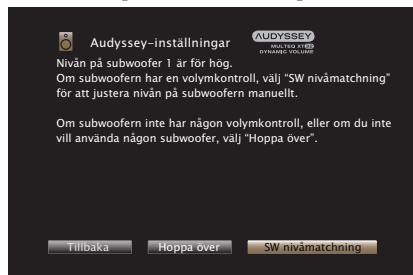 Audyssey-inställningar
AUDYSSEY
MULTEQ XT32
DYNAMIC VOLUME
Nivån på subwoofer 1 är för hög.
Om subwoofern har en volymkontroll, välj "SW nivåmatchning"
för att justera nivån på subwoofern manuellt.
Om subwoofern inte har någon volymkontroll, eller om du inte
vill använda någon subwoofer, välj "Hoppa över".
Tillbaka
Hoppa över
SW nivåmatchning